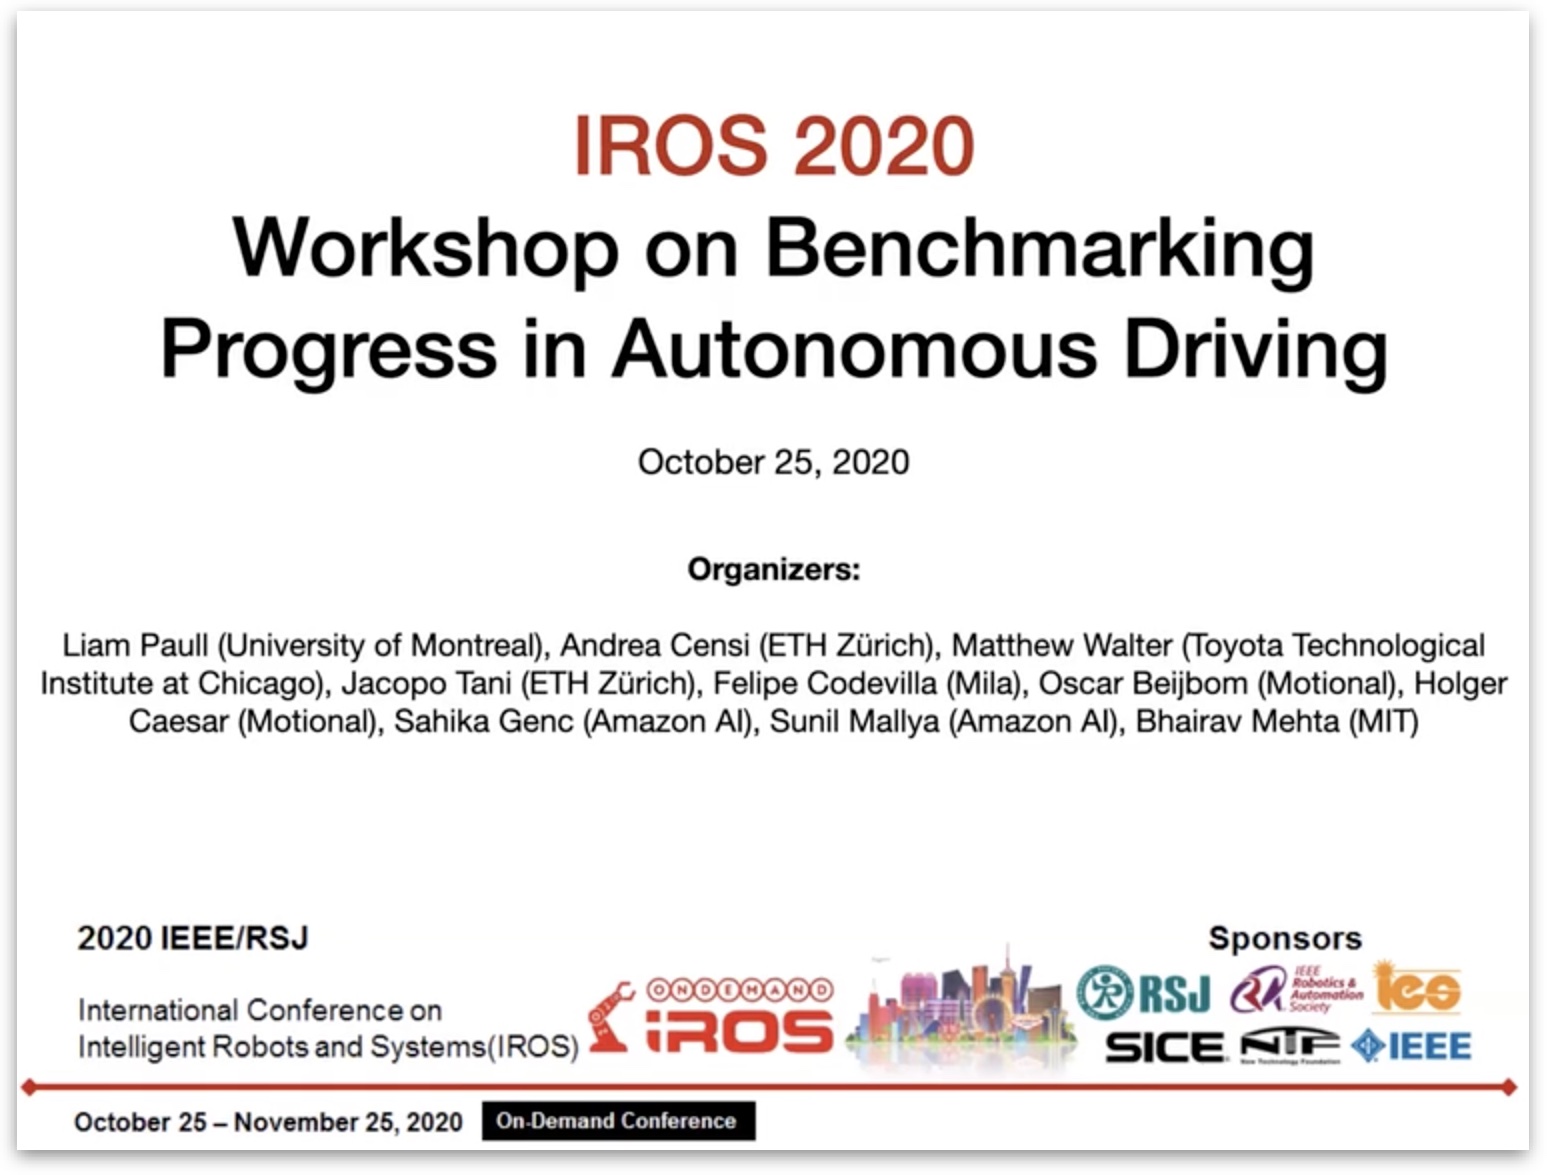 IROS 2020
Workshop on Benchmarking
Progress in Autonomous Driving
October 25, 2020
Organizers:
Liam Paull (University of Montreal), Andrea Censi (ETH Zürich), Matthew Walter (Toyota Technological
Institute at Chicago), Jacopo Tani (ETH Zürich), Felipe Codevilla (Mila), Oscar Beijbom (Motional), Holger
Caesar (Motional), Sahika Genc (Amazon AI), Sunil Mallya (Amazon AI), Bhairav Mehta (MIT)
2020 IEEE/RSJ
International Conference on
Intelligent Robots and Systems(IROS)
2020
ONDEMAND
iROS
Sponsors
RSJ
IEEE
Robotics &
Automation
Society
ies
SICE
NTF
New Technology Foundation
IEEE
October 25 – November 25, 2020
On-Demand Conference